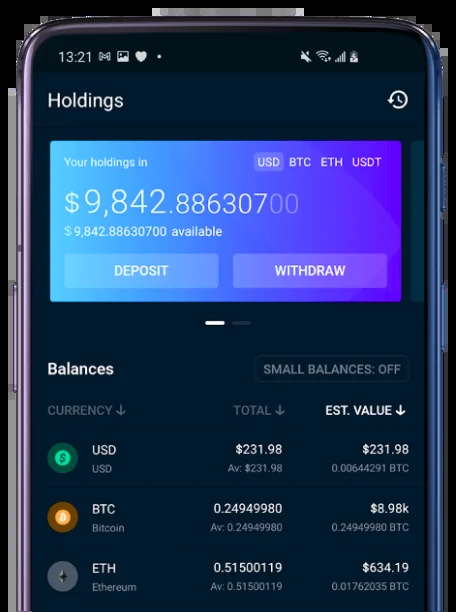 13:21
Holdings
Your holdings in USD BTC ETH USDT
$9,842.88630700
$9,842.88630700 available
DEPOSIT WITHDRAW
Balances SMALL BALANCES: OFF
CURRENCY ↓ TOTAL ↓ EST. VALUE ↓
USD $231.98 $231.98
USD Av: $231.98 0.00644291 BTC
BTC 0.24949980 $8.98k
Bitcoin Av: 0.24949980 0.24949980 BTC
ETH 0.51500119 $634.19
Ethereum Av: 0.51500119 0.01762035 BTC